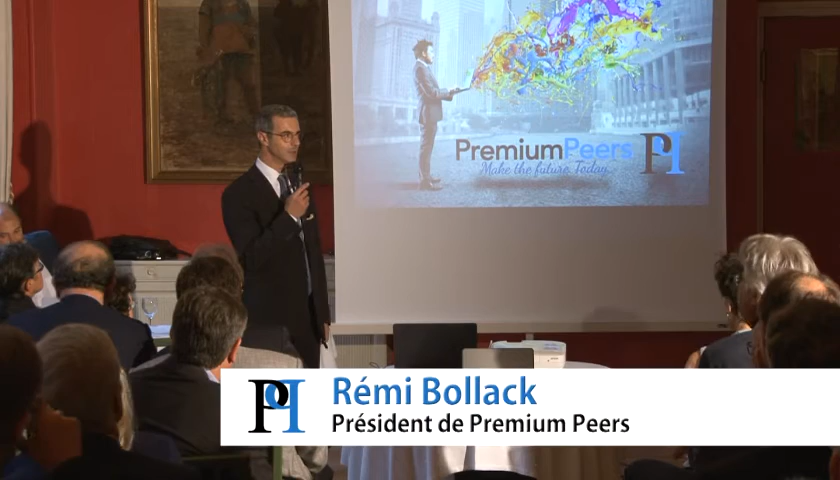 PremiumPeers PP
Make the future. Today.
PP
Rémi Bollack
Président de Premium Peers